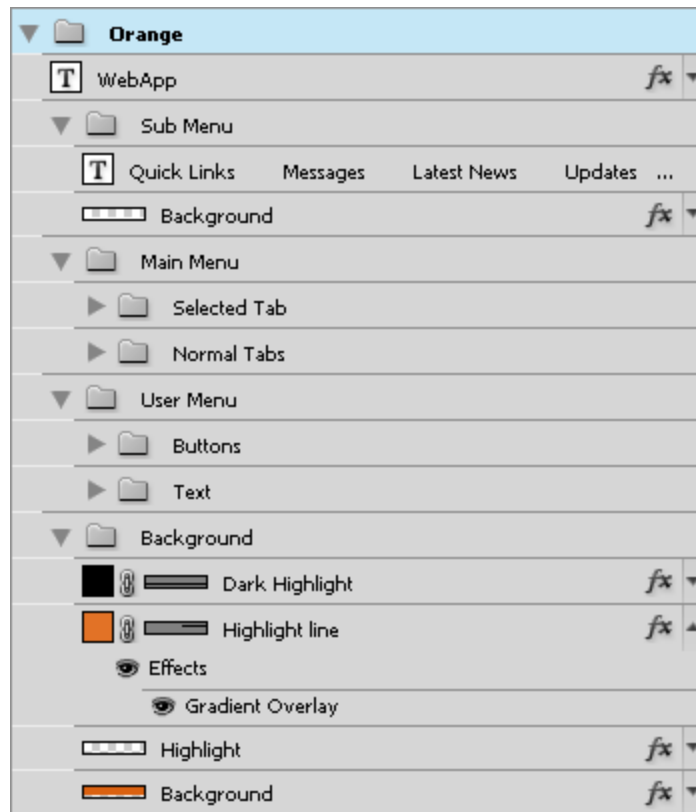 Orange
T WebApp fx
Sub Menu
T Quick Links Messages Latest News Updates ...
Background fx
Main Menu
Selected Tab
Normal Tabs
User Menu
Buttons
Text
Background
Dark Highlight fx
Highlight line fx
Effects
Gradient Overlay
Highlight fx
Background fx